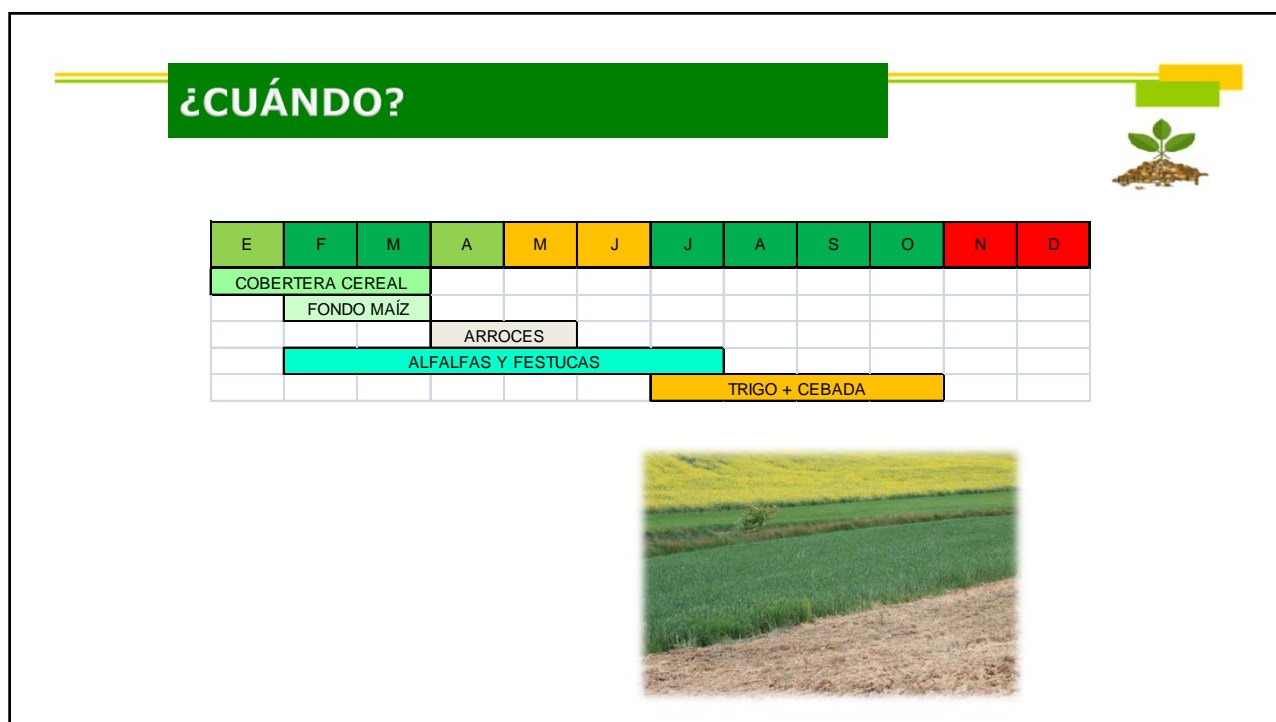 ¿CUÁNDO?
E F M A M J J A S O N D
COBERTERA CEREAL
FONDO MAÍZ
ARROCES
ALFALFAS Y FESTUCAS
TRIGO + CEBADA